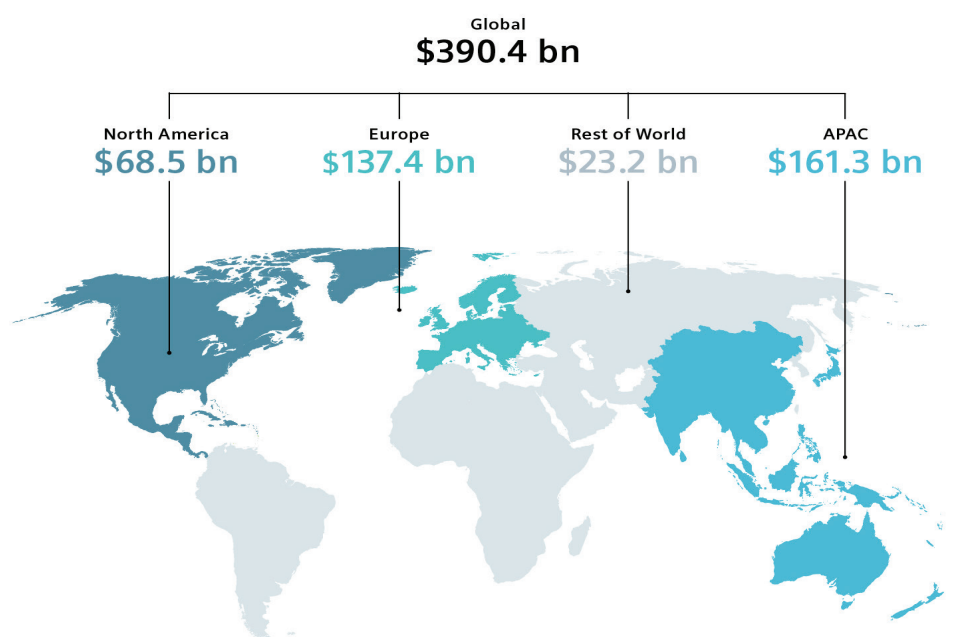 Global
$390.4 bn
North America
$68.5 bn
Europe
$137.4 bn
Rest of World
$23.2 bn
APAC
$161.3 bn